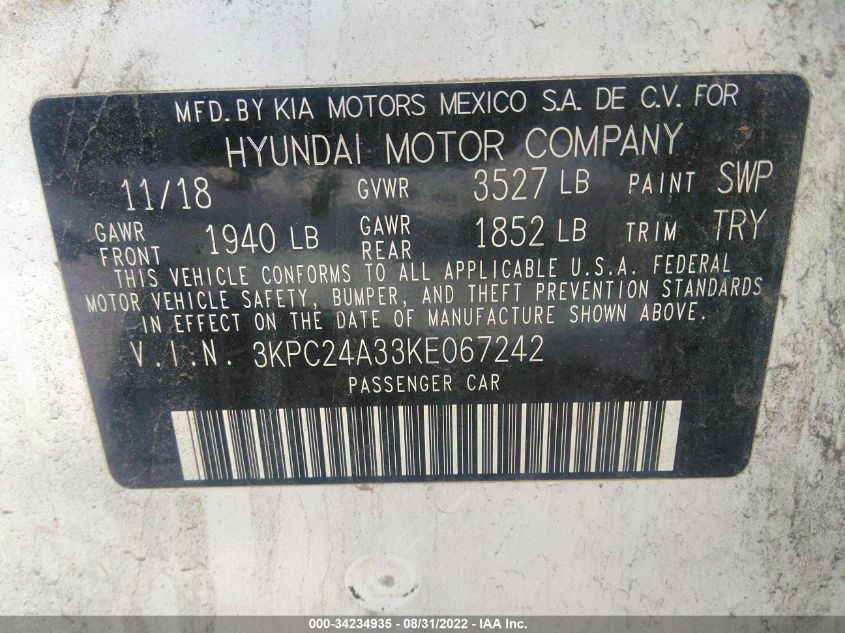 MFD. BY KIA MOTORS MEXICO S.A. DE C.V. FOR
HYUNDAI MOTOR COMPANY
11/18 GVWR 3527 LB PAINT SWP
GAWR FRONT 1940 LB GAWR REAR 1852 LB TRIM TRY
THIS VEHICLE CONFORMS TO ALL APPLICABLE U.S.A. FEDERAL
MOTOR VEHICLE SAFETY, BUMPER, AND THEFT PREVENTION STANDARDS
IN EFFECT ON THE DATE OF MANUFACTURE SHOWN ABOVE.
V.I.N. 3KPC24A33KE067242
PASSENGER CAR
000-34234935 - 08/31/2022 - IAA Inc.